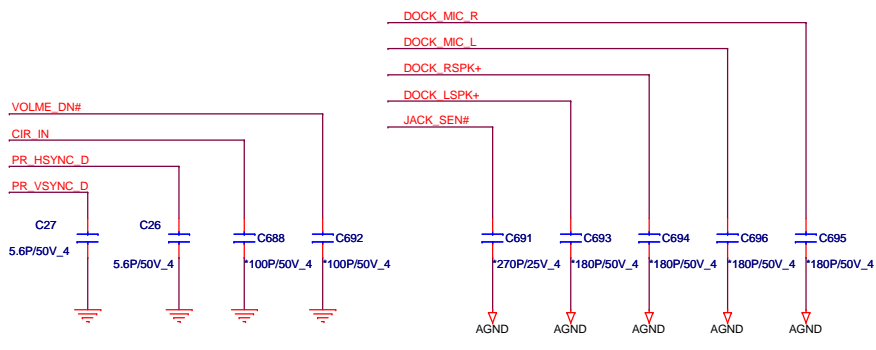 DOCK_MIC_R
DOCK_MIC_L
DOCK_RSPK+
DOCK_LSPK+
JACK_SEN#
VOLME_DN#
CIR_IN
PR_HSYNC_D
PR_VSYNC_D
C27
5.6P/50V_4
C26
5.6P/50V_4
C688
*100P/50V_4
C692
*100P/50V_4
C691
*270P/25V_4
C693
*180P/50V_4
C694
*180P/50V_4
C696
*180P/50V_4
C695
*180P/50V_4
AGND
AGND
AGND
AGND
AGND